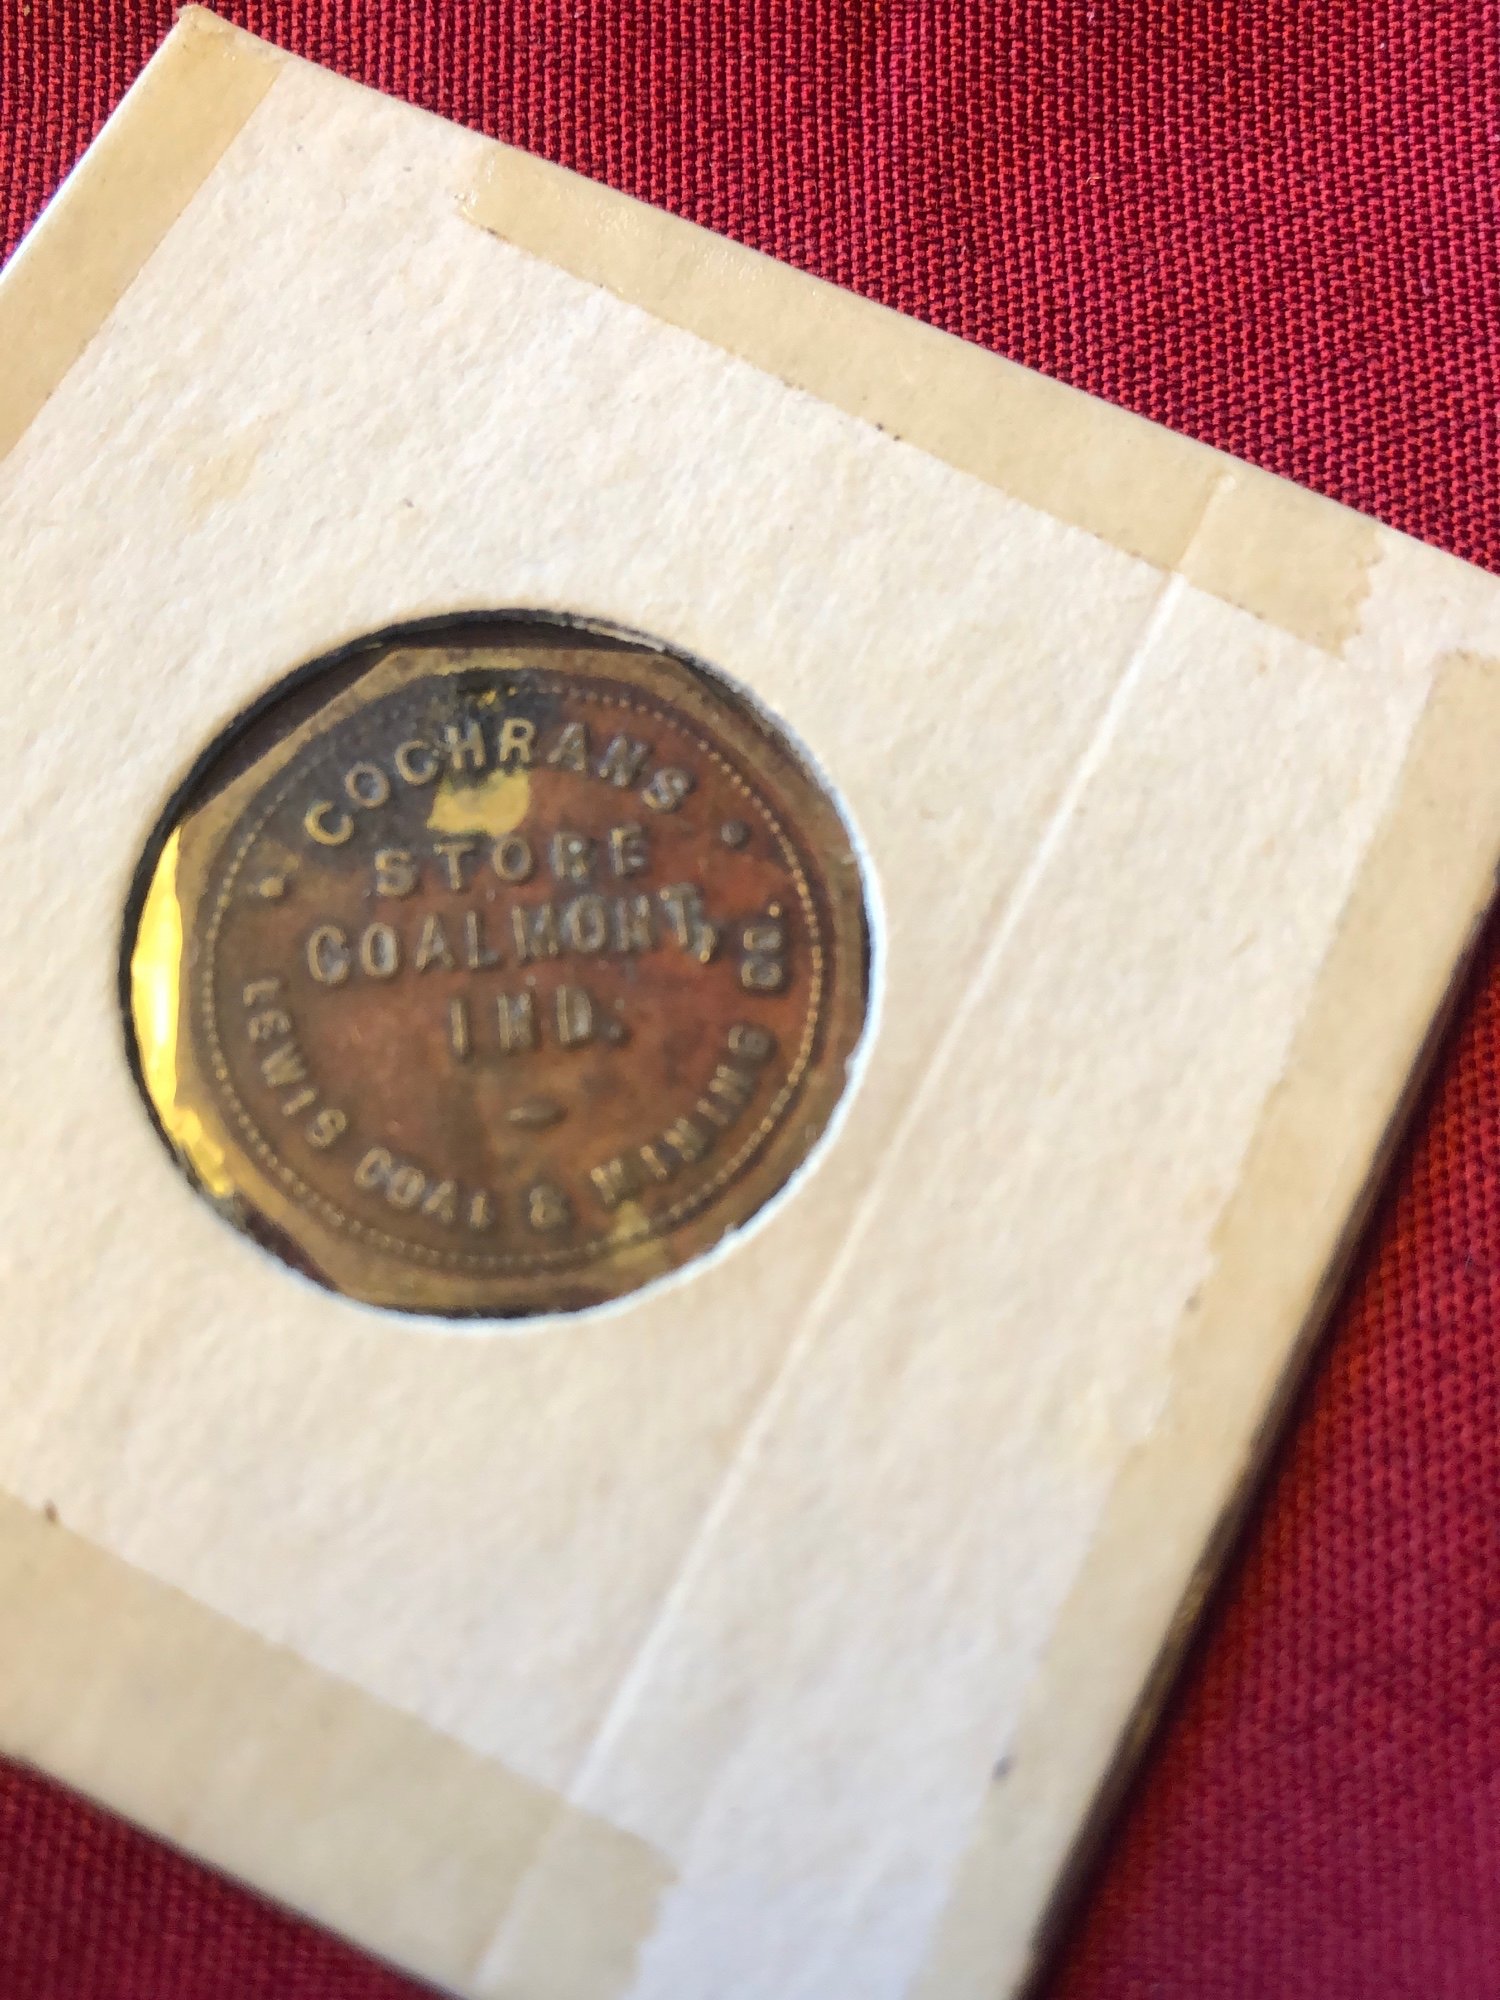 COCHRANS
STORE
COALMONT,
IND.
LEWIS COAL & MINING CO.